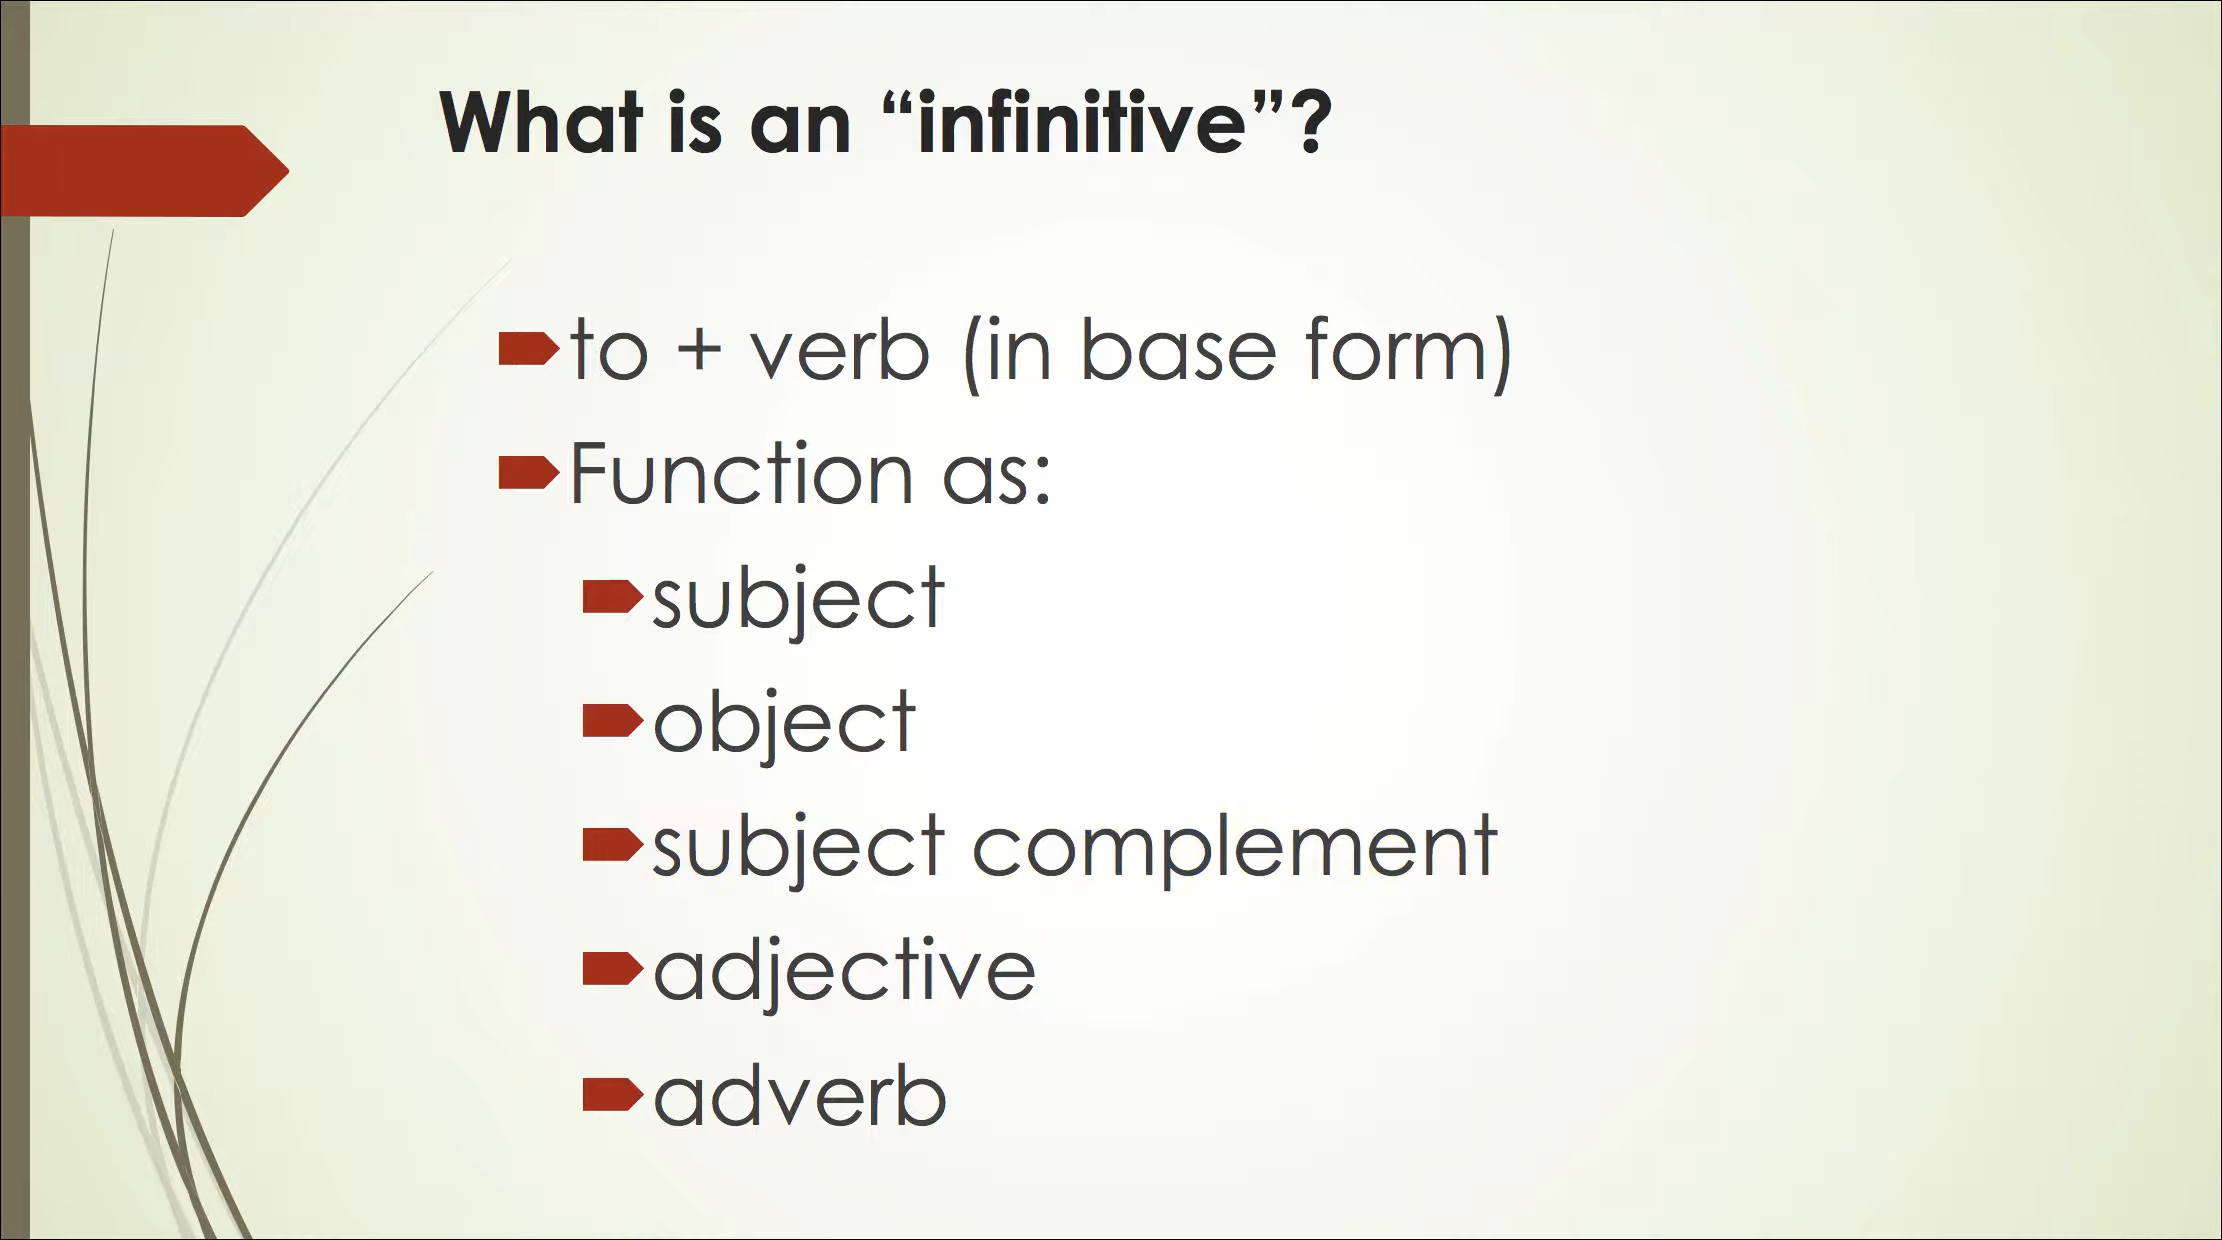 What is an “infinitive”?
to + verb (in base form)
Function as:
subject
object
subject complement
adjective
adverb